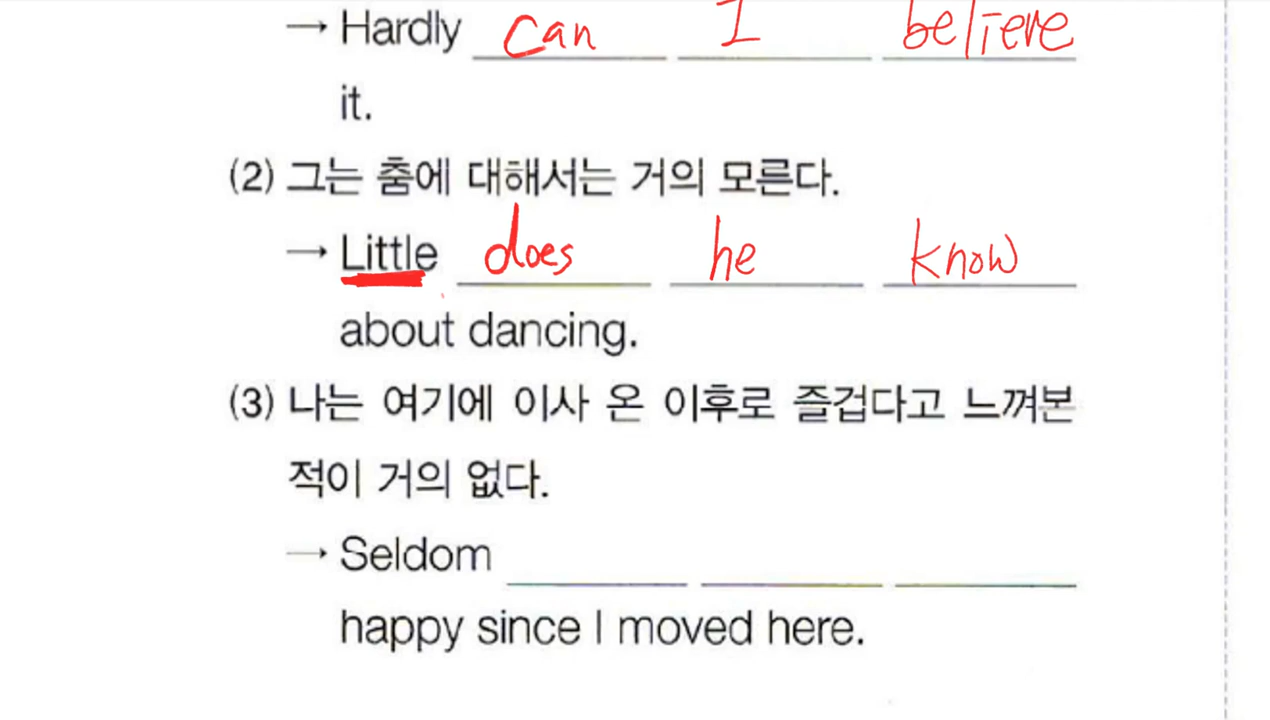 → Hardly can I believe
it.
(2) 그는 춤에 대해서는 거의 모른다.
→ Little does he know
about dancing.
(3) 나는 여기에 이사 온 이후로 즐겁다고 느껴본
적이 거의 없다.
→ Seldom
happy since I moved here.